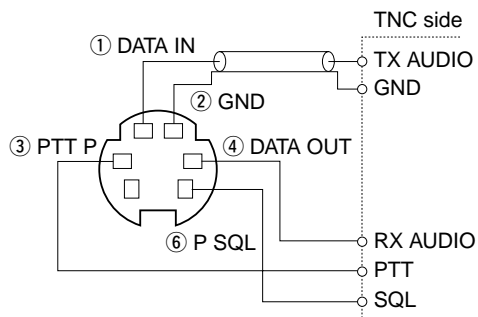 TNC side
① DATA IN
TX AUDIO
② GND
GND
③ PTT P
④ DATA OUT
⑥ P SQL
RX AUDIO
PTT
SQL